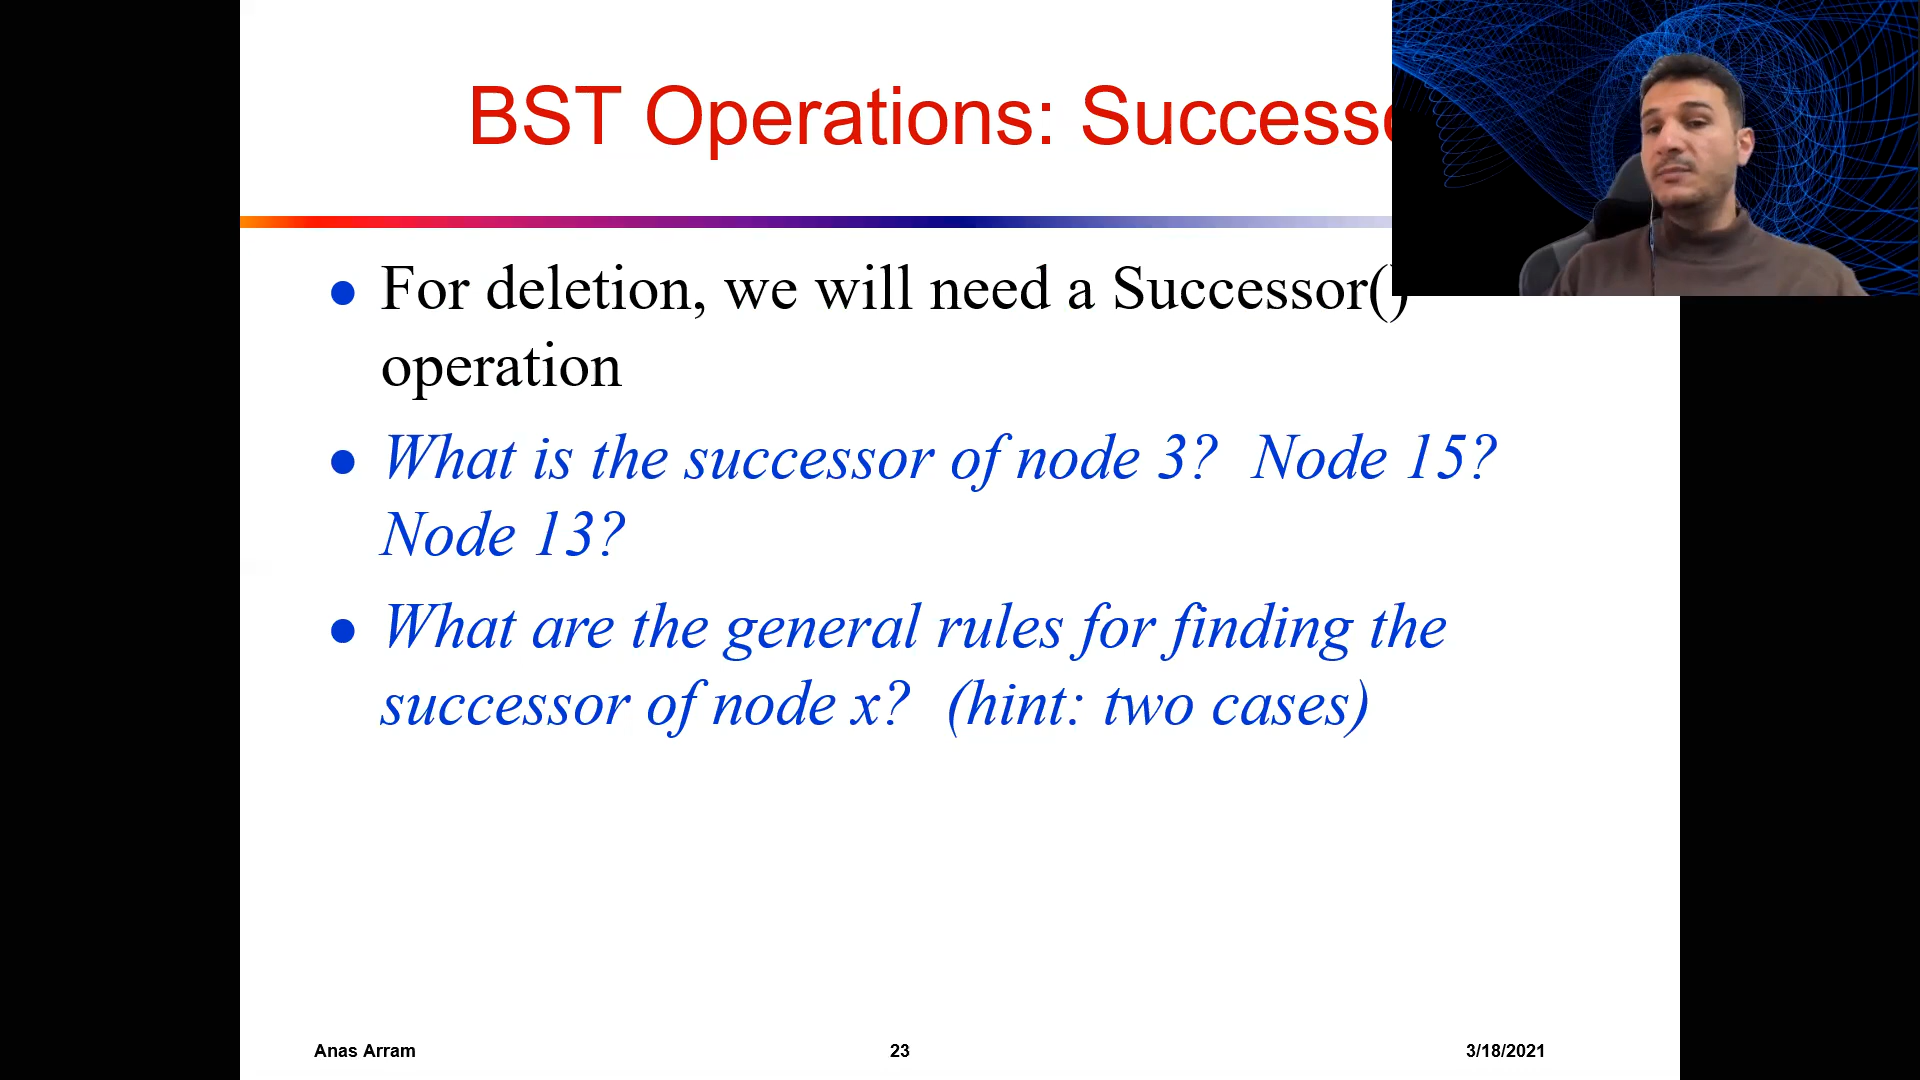 BST Operations: Successo
For deletion, we will need a Successor()
operation
What is the successor of node 3? Node 15?
Node 13?
What are the general rules for finding the
successor of node x? (hint: two cases)
Anas Arram 23 3/18/2021